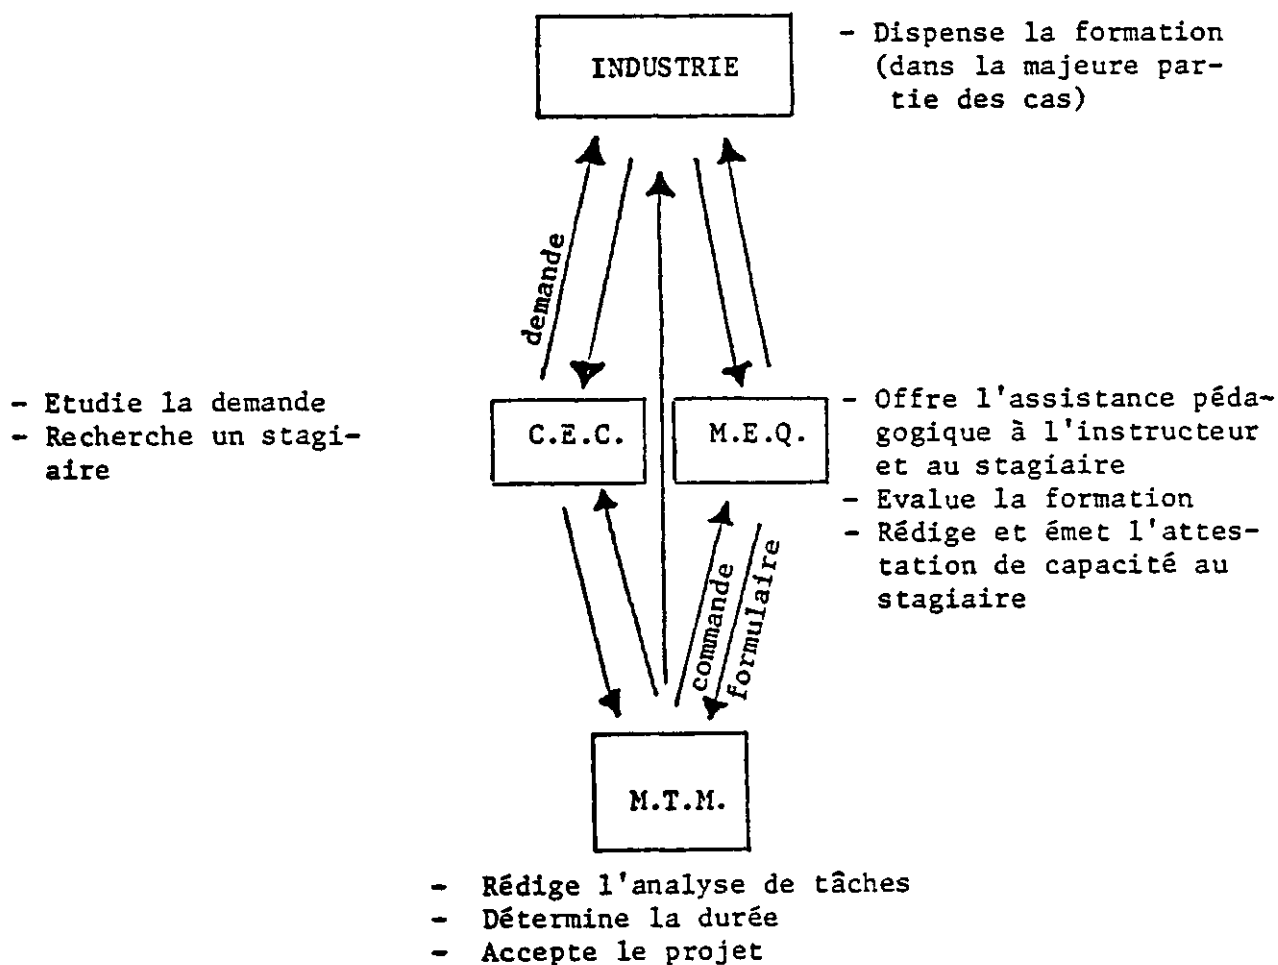 INDUSTRIE
- Dispense la formation
(dans la majeure par-
tie des cas)
demande
- Etudie la demande
- Recherche un stagi-
aire
C.E.C.
M.E.Q.
- Offre l'assistance péda-
gogique à l'instructeur
et au stagiaire
- Evalue la formation
- Rédige et émet l'attes-
tation de capacité au
stagiaire
commande
formulaire
M.T.M.
- Rédige l'analyse de tâches
- Détermine la durée
- Accepte le projet